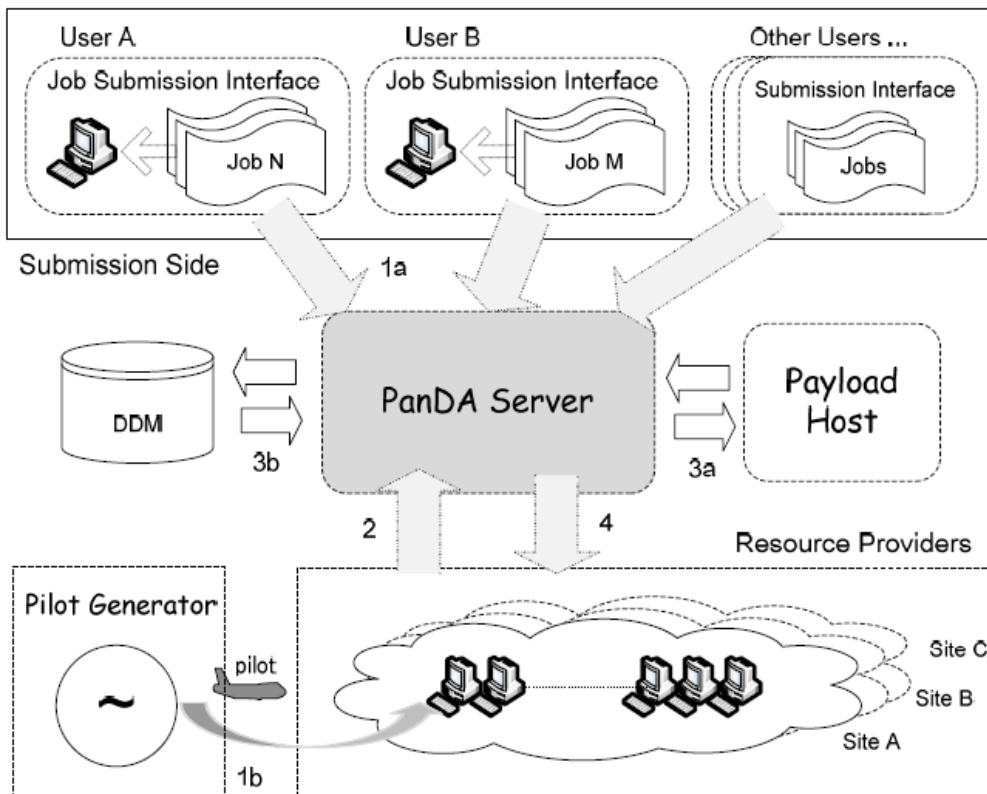 User A
User B
Other Users ...
Job Submission Interface
Job Submission Interface
Submission Interface
Job N
Job M
Jobs
Submission Side
1a
DDM
PanDA Server
Payload
Host
3b
3a
2
4
Resource Providers
Pilot Generator
pilot
~
1b
Site C
Site B
Site A